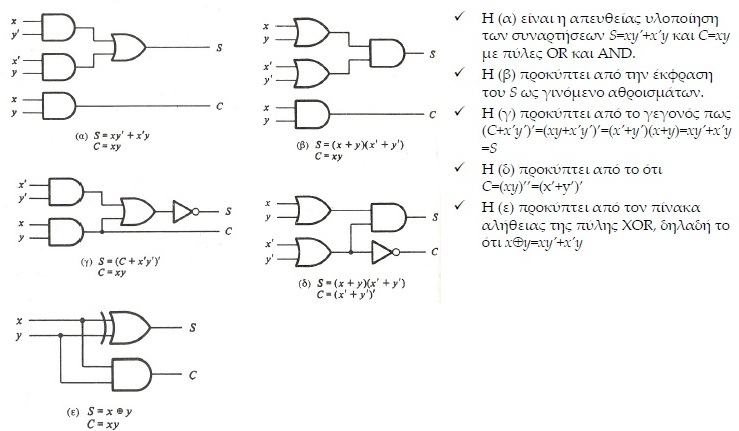 x
y'
x'
y
S
x
y
C
(α) S = xy' + x'y
C = xy
x
y
x'
y'
S
x
y
C
(β) S = (x + y)(x' + y')
C = xy
x'
y'
x
y
S
C
(γ) S = (C + x'y')'
C = xy
x
y
x'
y'
S
C
(δ) S = (x + y)(x' + y')
C = (x' + y')'
x
y
S
C
(ε) S = x ⊕ y
C = xy
✓ Η (α) είναι η απευθείας υλοποίηση
των συναρτήσεων S=xy′+x′y και C=xy
με πύλες OR και AND.
✓ Η (β) προκύπτει από την έκφραση
του S ως γινόμενο αθροισμάτων.
✓ Η (γ) προκύπτει από το γεγονός πως
(C+x′y′)′=(xy+x′y′)′=(x′+y′)(x+y)=xy′+x′y
=S
✓ Η (δ) προκύπτει από το ότι
C=(xy)′′=(x′+y′)′
✓ Η (ε) προκύπτει από τον πίνακα
αλήθειας της πύλης XOR, δηλαδή το
ότι x⊕y=xy′+x′y